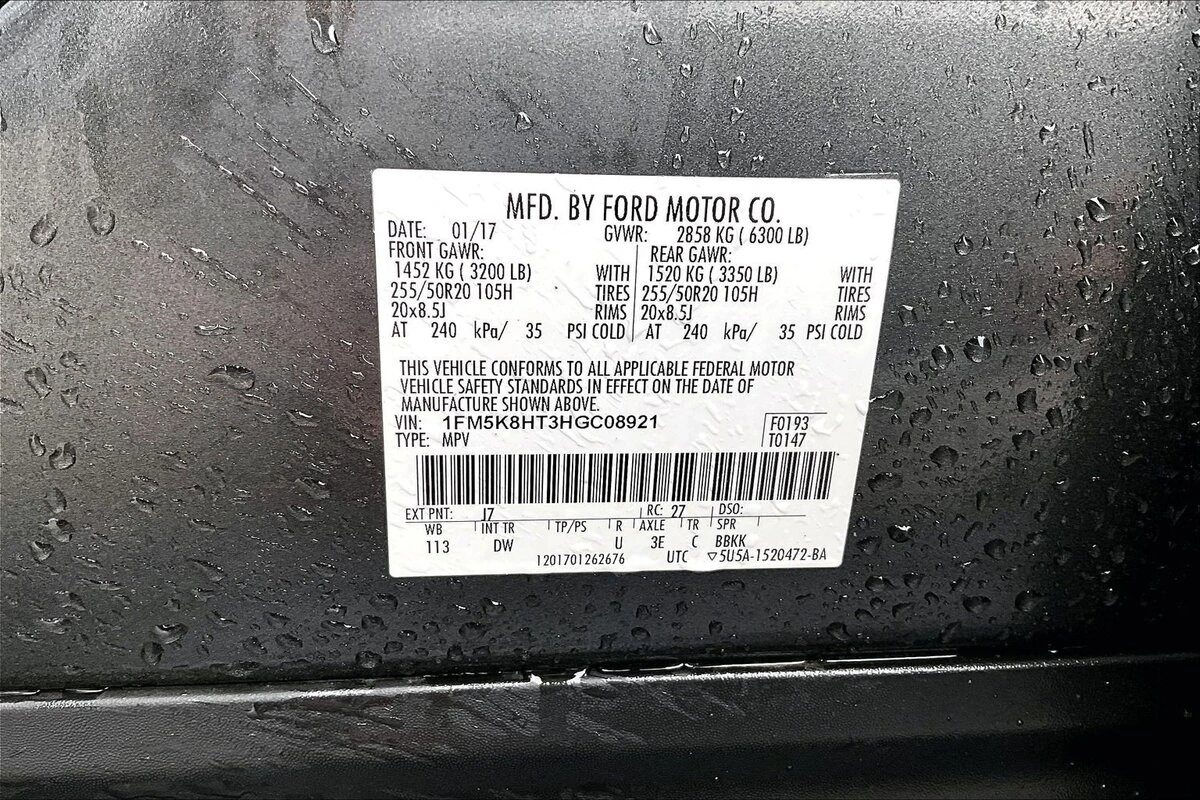 MFD. BY FORD MOTOR CO.
DATE: 01/17 GVWR: 2858 KG ( 6300 LB)
FRONT GAWR: REAR GAWR:
1452 KG ( 3200 LB) WITH 1520 KG ( 3350 LB) WITH
255/50R20 105H TIRES 255/50R20 105H TIRES
20x8.5J RIMS 20x8.5J RIMS
AT 240 kPa/ 35 PSI COLD AT 240 kPa/ 35 PSI COLD
THIS VEHICLE CONFORMS TO ALL APPLICABLE FEDERAL MOTOR
VEHICLE SAFETY STANDARDS IN EFFECT ON THE DATE OF
MANUFACTURE SHOWN ABOVE.
VIN: 1FM5K8HT3HGC08921 F0193
TYPE: MPV T0147
EXT PNT: J7 RC: 27 DSO:
WB INT TR TP/PS R AXLE TR SPR
113 DW U 3E C BBKK
1201701262676 UTC ▽5U5A-1520472-BA